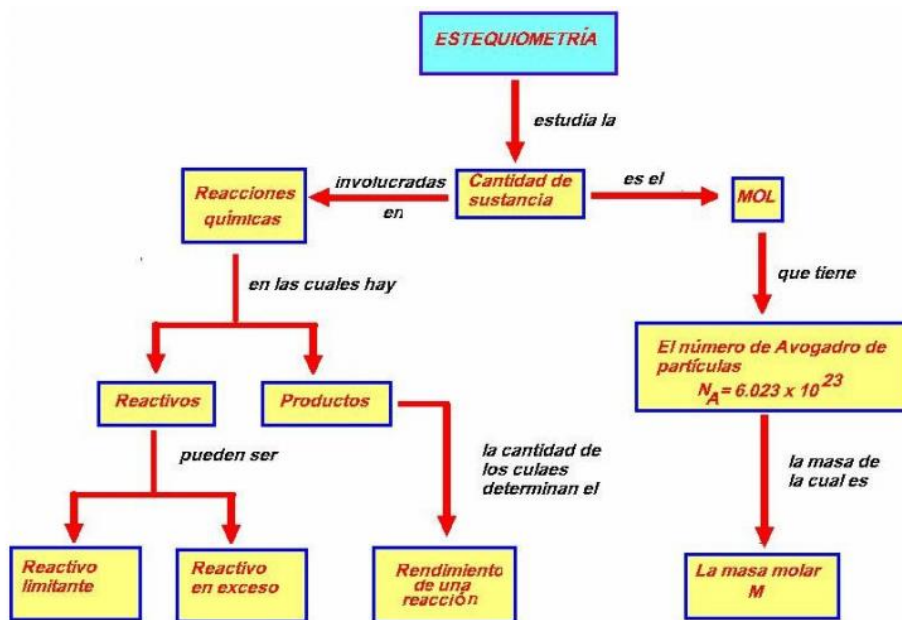 ESTEQUIOMETRÍA
estudia la
Reacciones
químicas
involucradas
en
Cantidad de
sustancia
es el
MOL
en las cuales hay
que tiene
Reactivos
Productos
El número de Avogadro de
partículas
N_A = 6.023 x 10^23
pueden ser
la cantidad de
los culaes
determinan el
la masa de
la cual es
Reactivo
limitante
Reactivo
en exceso
Rendimiento
de una
reacción
La masa molar
M